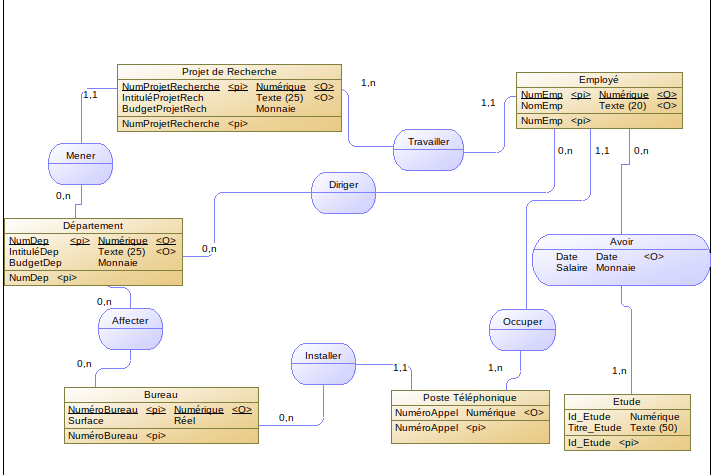 Projet de Recherche
NumProjetRecherche <pi> Numérique <O>
IntituléProjetRech Texte (25) <O>
BudgetProjetRech Monnaie
NumProjetRecherche <pi>
1,n
Employé
NumEmp <pi> Numérique <O>
NomEmp Texte (20) <O>
NumEmp <pi>
1,1
1,1
Travailler
Mener
0,n
1,1
0,n
Diriger
0,n
Département
NumDep <pi> Numérique <O>
IntituléDep Texte (25) <O>
BudgetDep Monnaie
NumDep <pi>
0,n
Avoir
Date Date <O>
Salaire Monnaie
0,n
Affecter
Occuper
Installer
0,n
1,1
1,n
1,n
Bureau
NuméroBureau <pi> Numérique <O>
Surface Réel
NuméroBureau <pi>
0,n
Poste Téléphonique
NuméroAppel Numérique <O>
NuméroAppel <pi>
Etude
Id_Etude Numérique
Titre_Etude Texte (50)
Id_Etude <pi>